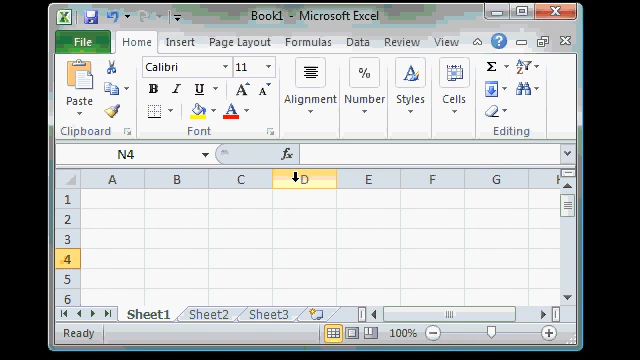 Book1 - Microsoft Excel
File Home Insert Page Layout Formulas Data Review View
Calibri 11
Paste B I U A A
A Alignment Number Styles Cells
Clipboard Font Editing
N4 fx
A B C D E F G H
1
2
3
4
5
6
Sheet1 Sheet2 Sheet3
Ready 100%